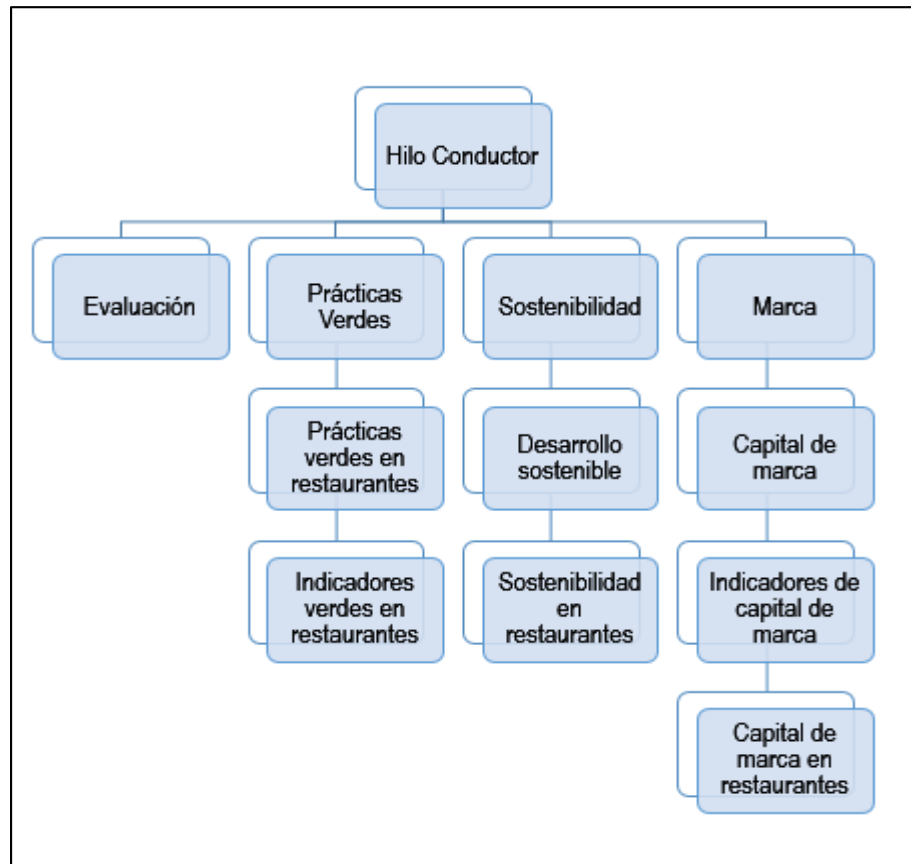 Hilo Conductor
Evaluación
Prácticas
Verdes
Sostenibilidad
Marca
Prácticas
verdes en
restaurantes
Desarrollo
sostenible
Capital de
marca
Indicadores
verdes en
restaurantes
Sostenibilidad
en
restaurantes
Indicadores de
capital de
marca
Capital de
marca en
restaurantes